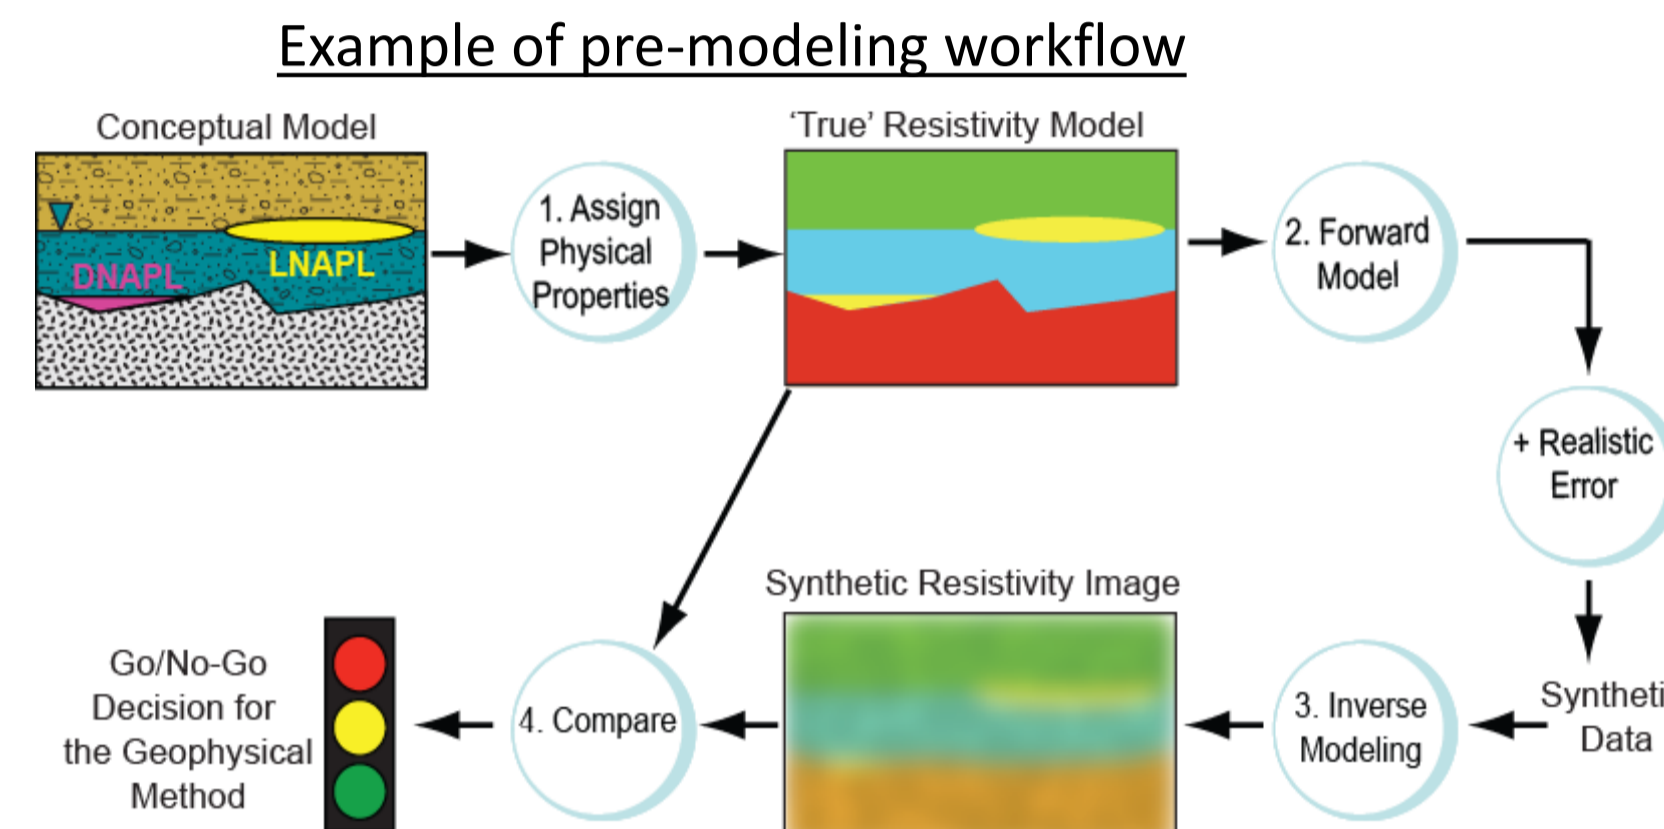 Example of pre-modeling workflow
Conceptual Model
DNAPL
LNAPL
1. Assign
Physical
Properties
‘True’ Resistivity Model
2. Forward
Model
+ Realistic
Error
Syntheti
Data
3. Inverse
Modeling
Synthetic Resistivity Image
4. Compare
Go/No-Go
Decision for
the Geophysical
Method